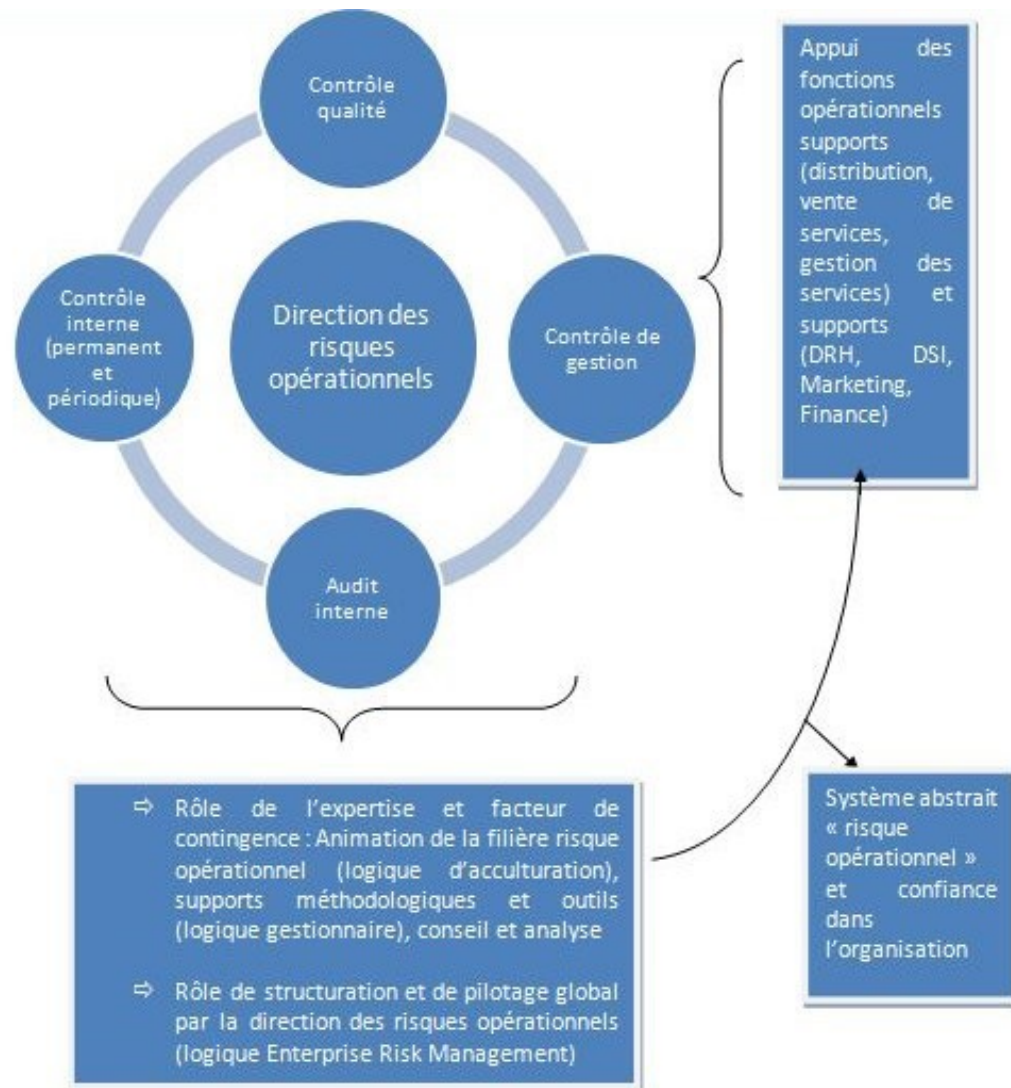 Contrôle
qualité
Contrôle
interne
(permanent
et
périodique)
Direction des
risques
opérationnels
Contrôle de
gestion
Audit
interne
Appui des
fonctions
opérationnels
supports
(distribution,
vente de
services,
gestion des
services) et
supports
(DRH, DSI,
Marketing,
Finance)
⇨ Rôle de l'expertise et facteur de
contingence : Animation de la filière risque
opérationnel (logique d'acculturation),
supports méthodologiques et outils
(logique gestionnaire), conseil et analyse
⇨ Rôle de structuration et de pilotage global
par la direction des risques opérationnels
(logique Enterprise Risk Management)
Système abstrait
« risque
opérationnel »
et confiance
dans
l'organisation